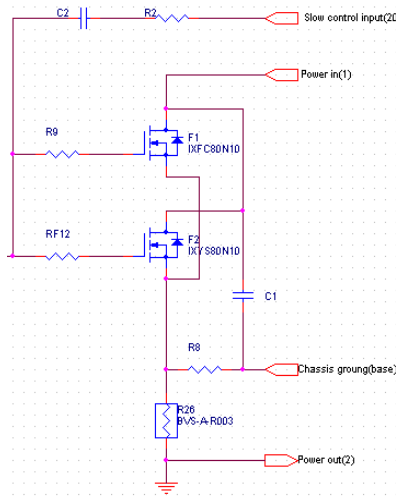 C2
R2
Slow control input(20
Power in(1)
R9
F1
IXFC80N10
RF12
F2
IXYS80N10
C1
R8
Chassis groung(base)
R26
BVS-A-R003
Power out(2)